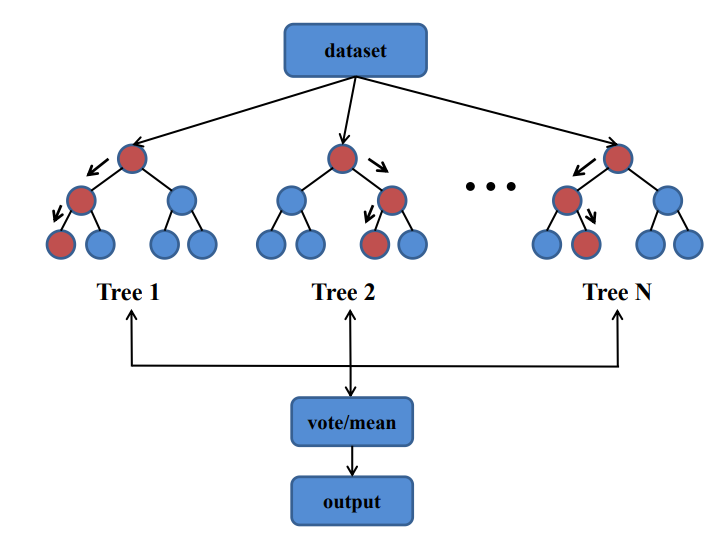 dataset
Tree 1
Tree 2
Tree N
vote/mean
output